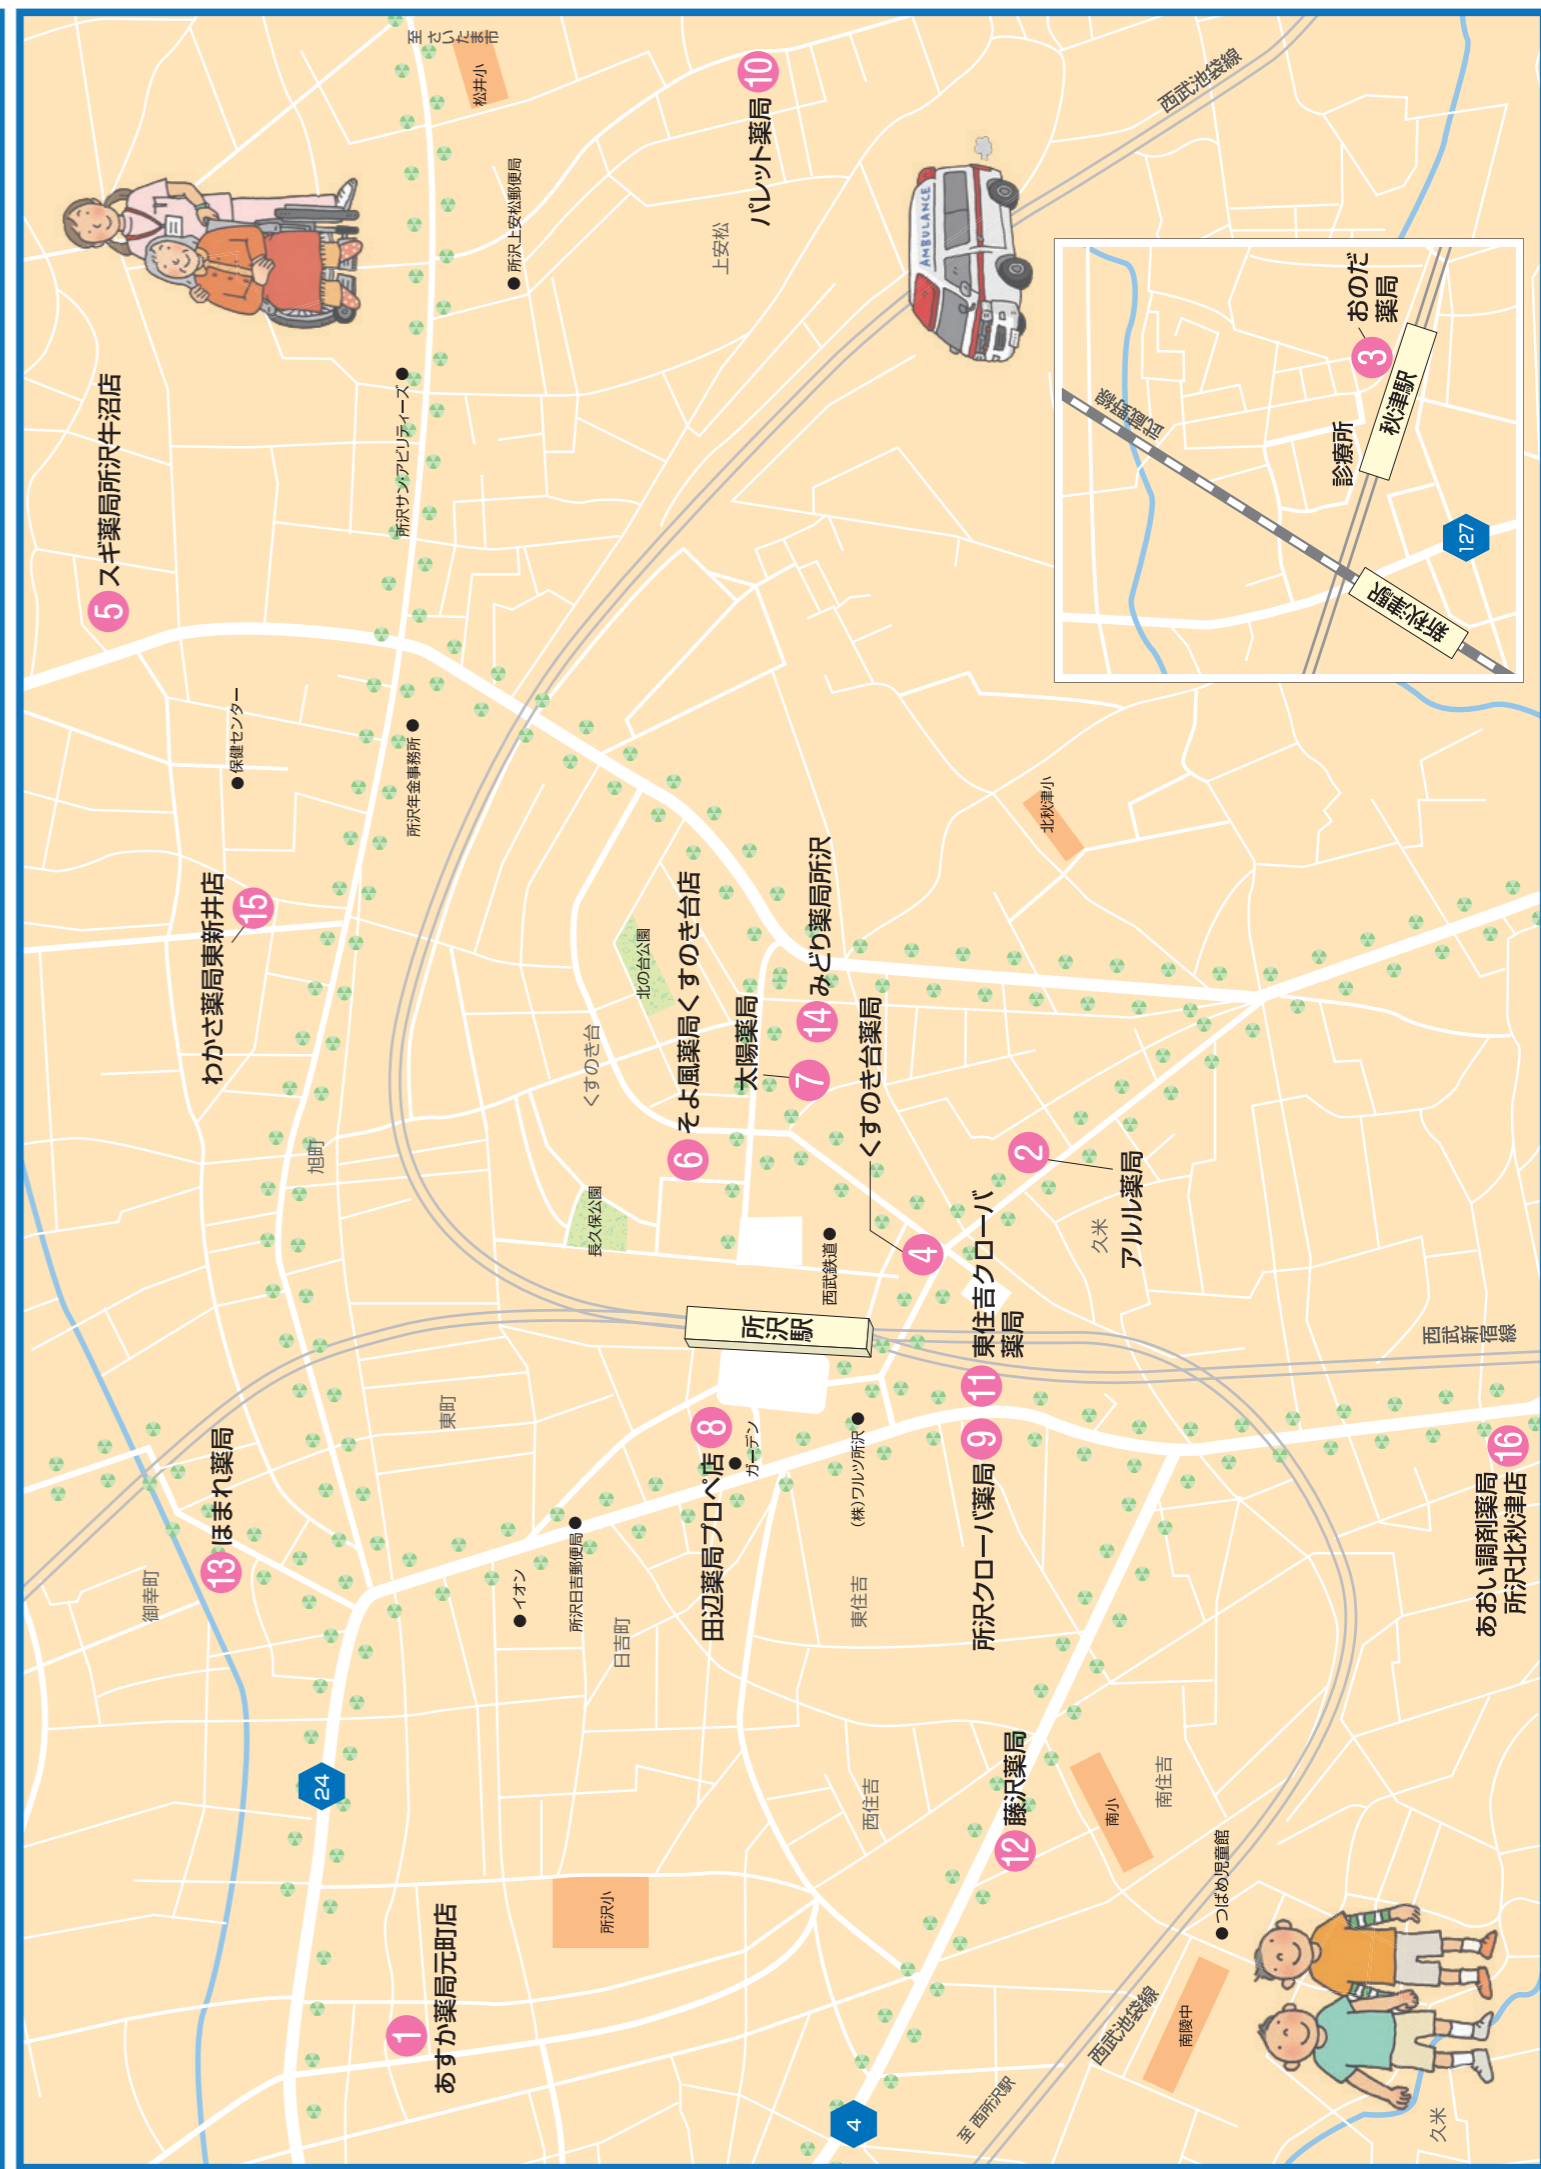 至 さいたま市
松井小
10
パレット薬局
西武池袋線
所沢上安松郵便局
上安松
AMBULANCE
5
スギ薬局所沢牛沼店
所沢サン・アビリティーズ
3
おのだ
薬局
秋津駅
診療所
武蔵野線
新秋津駅
127
保健センター
所沢年金事務所
わかさ薬局東新井店
15
北秋津小
北の台公園
くすのき台
6
そよ風薬局くすのき台店
太陽薬局
7
14
みどり薬局所沢
くすのき台薬局
4
2
アルル薬局
久米
旭町
長久保公園
西武鉄道
所沢駅
東住吉クローバ
薬局
11
西武新宿線
東町
13
ほまれ薬局
御幸町
8
田辺薬局プロペ店
ガーデン
(株)ワルツ所沢
9
所沢クローバ薬局
16
あおい調剤薬局
所沢北秋津店
イオン
所沢日吉郵便局
日吉町
東住吉
24
西住吉
12
藤沢薬局
南小
南住吉
つばめ児童館
所沢小
1
あすか薬局元町店
4
至 西所沢駅
西武池袋線
南陵中
久米